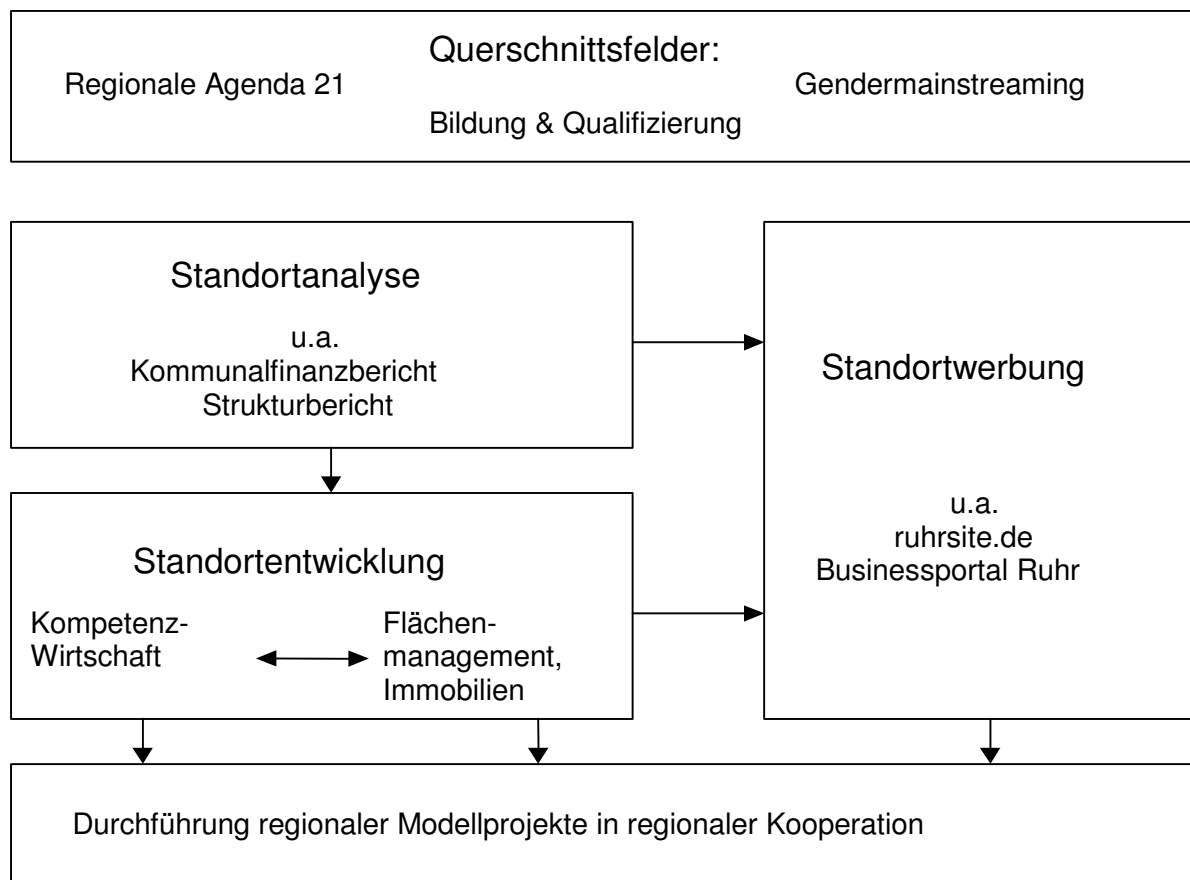 Querschnittsfelder:
Regionale Agenda 21
Gendermainstreaming
Bildung & Qualifizierung
Standortanalyse
u.a.
Kommunalfinanzbericht
Strukturbericht
Standortentwicklung
Kompetenz-
Wirtschaft
Flächen-
management,
Immobilien
Standortwerbung
u.a.
ruhrsite.de
Businessportal Ruhr
Durchführung regionaler Modellprojekte in regionaler Kooperation